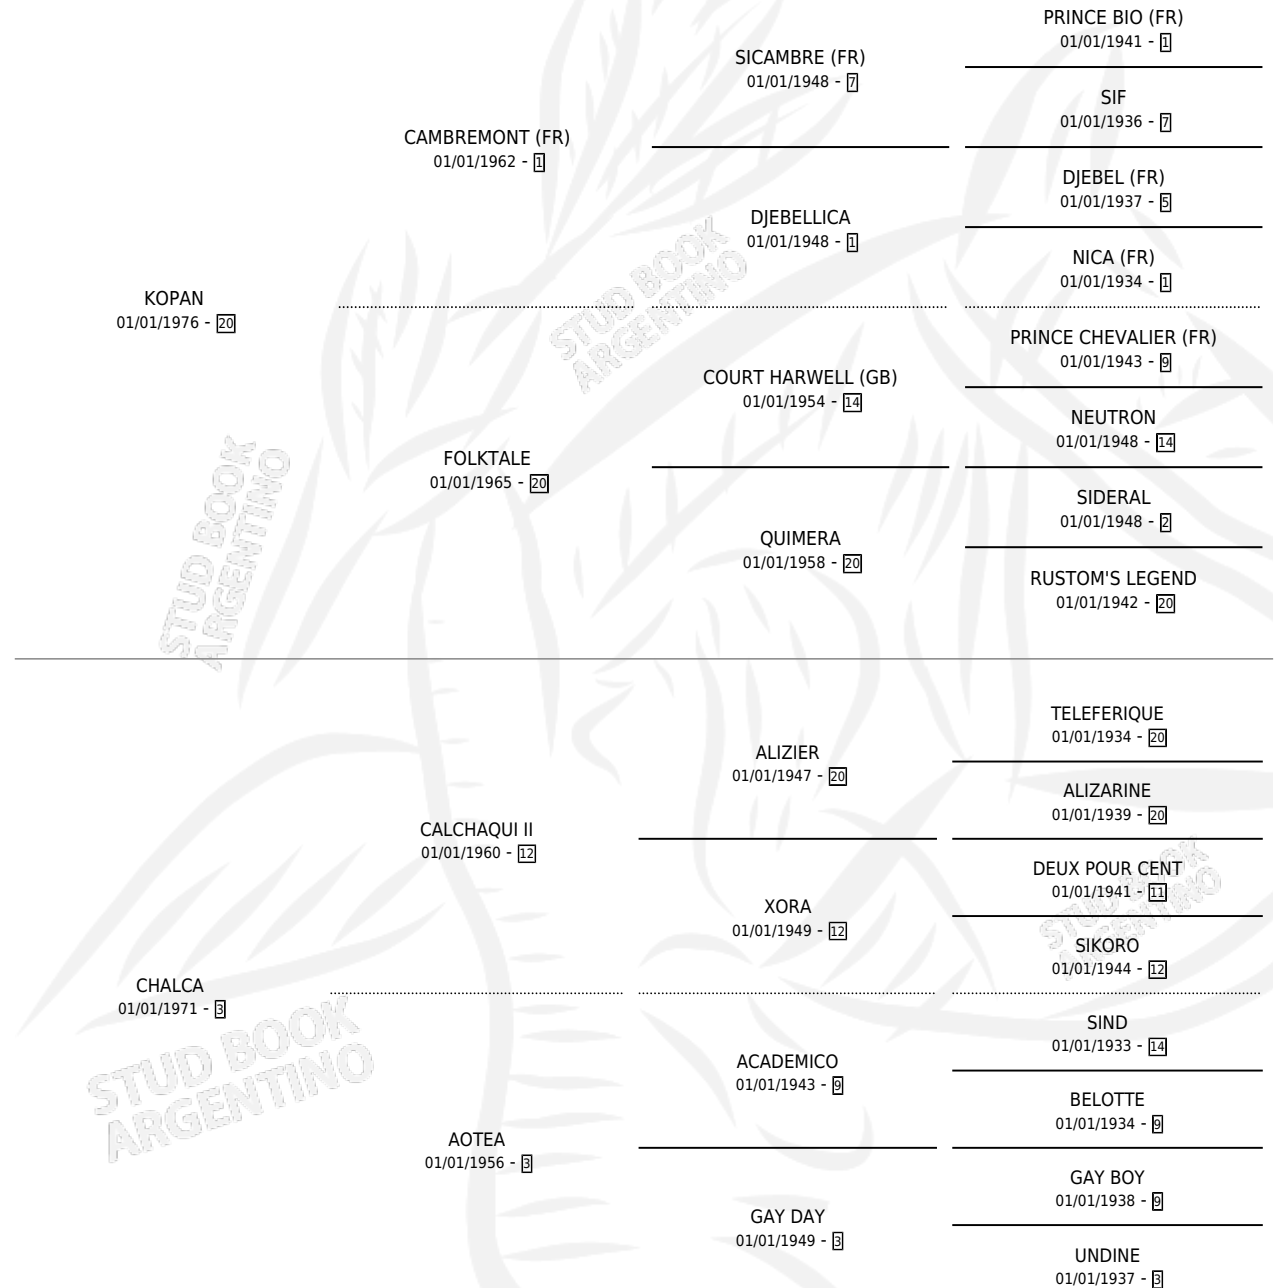 PRINCE BIO (FR)
01/01/1941 - 1
SICAMBRE (FR)
01/01/1948 - 7
SIF
01/01/1936 - 7
CAMBREMONT (FR)
01/01/1962 - 1
DJEBEL (FR)
01/01/1937 - 5
DJEBELLICA
01/01/1948 - 1
NICA (FR)
01/01/1934 - 1
KOPAN
01/01/1976 - 20
PRINCE CHEVALIER (FR)
01/01/1943 - 9
COURT HARWELL (GB)
01/01/1954 - 14
NEUTRON
01/01/1948 - 14
FOLKTALE
01/01/1965 - 20
SIDERAL
01/01/1948 - 2
QUIMERA
01/01/1958 - 20
RUSTOM'S LEGEND
01/01/1942 - 20
TELEFERIQUE
01/01/1934 - 20
ALIZIER
01/01/1947 - 20
ALIZARINE
01/01/1939 - 20
CALCHAQUI II
01/01/1960 - 12
DEUX POUR CENT
01/01/1941 - 11
XORA
01/01/1949 - 12
SIKORO
01/01/1944 - 12
CHALCA
01/01/1971 - 3
SIND
01/01/1933 - 14
ACADEMICO
01/01/1943 - 9
BELOTTE
01/01/1934 - 9
AOTEA
01/01/1956 - 3
GAY BOY
01/01/1938 - 9
GAY DAY
01/01/1949 - 3
UNDINE
01/01/1937 - 3
STUD BOOK
ARGENTINO
STUD BOOK
ARGENTINO
STUD BOOK
ARGENTINO
STUD BOOK
ARGENTINO